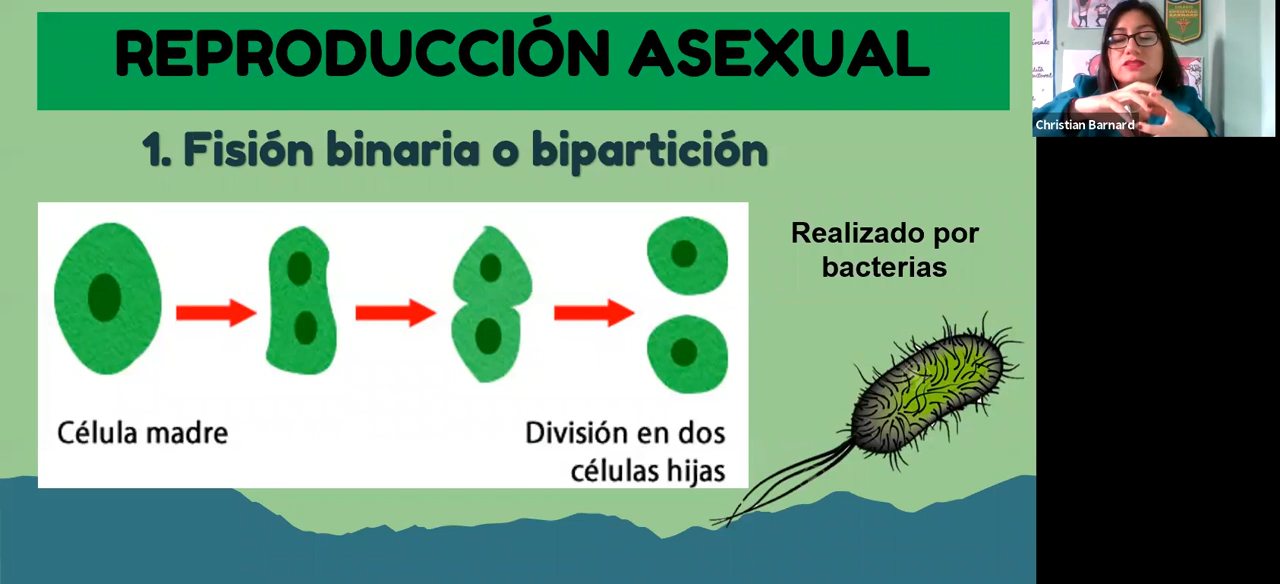 REPRODUCCIÓN ASEXUAL
1. Fisión binaria o bipartición
Realizado por
bacterias
Célula madre
División en dos
células hijas
Christian Barnard